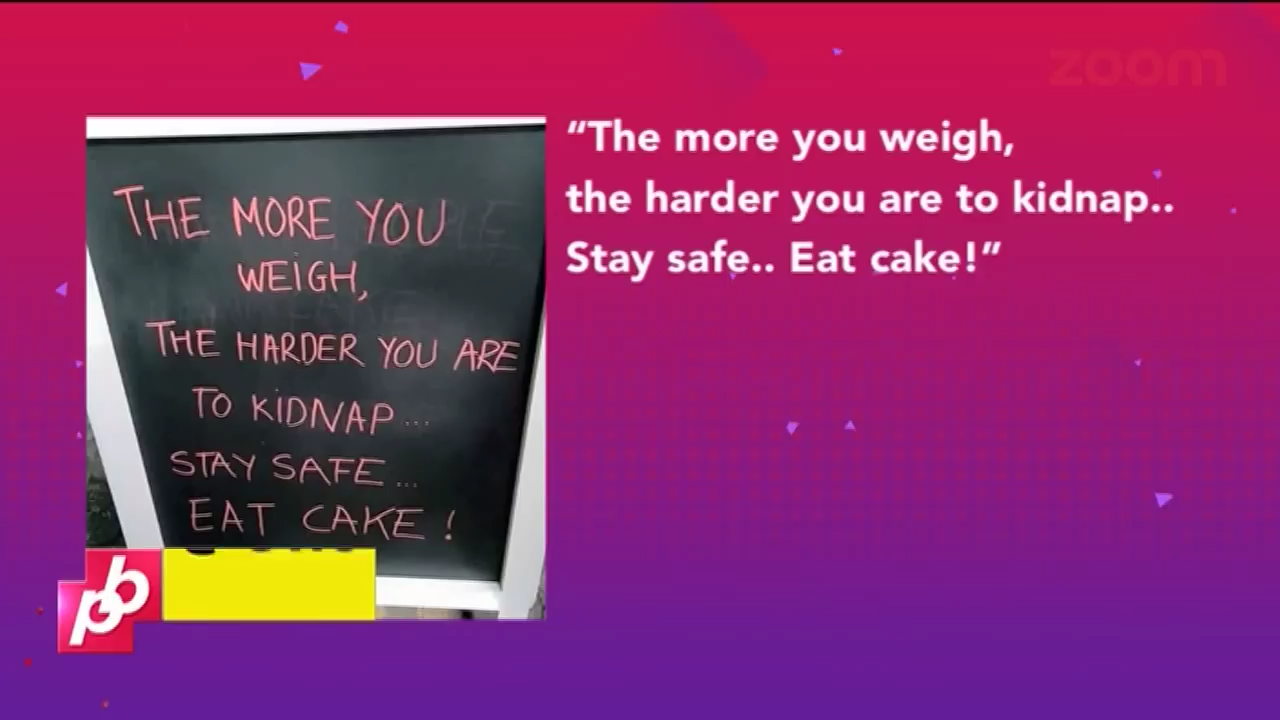 zoom
THE MORE YOU
WEIGH,
THE HARDER YOU ARE
TO KIDNAP...
STAY SAFE...
EAT CAKE!
“The more you weigh,
the harder you are to kidnap..
Stay safe.. Eat cake!”
pb